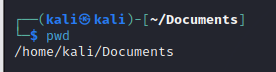 ┌──(kali㉿kali)-[~/Documents]
└─$ pwd
/home/kali/Documents